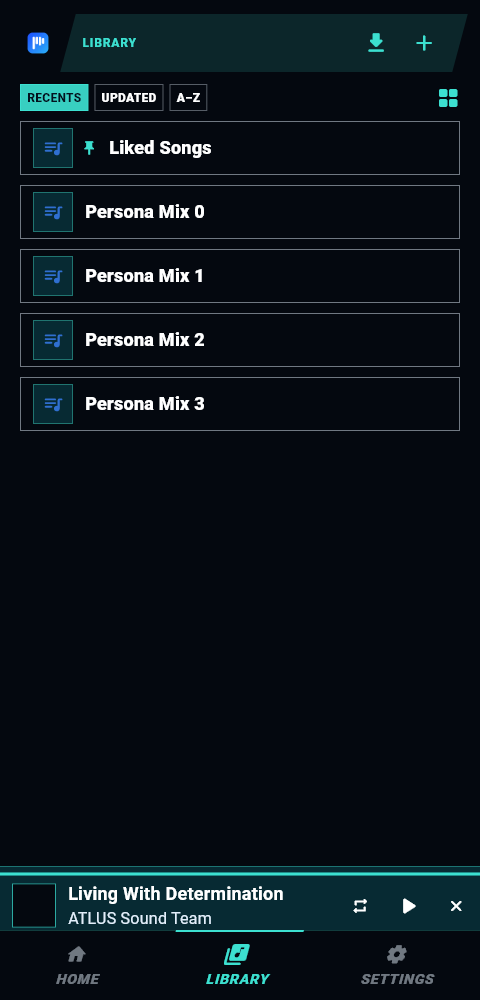 LIBRARY
RECENTS UPDATED A–Z
Liked Songs
Persona Mix 0
Persona Mix 1
Persona Mix 2
Persona Mix 3
Living With Determination
ATLUS Sound Team
HOME LIBRARY SETTINGS